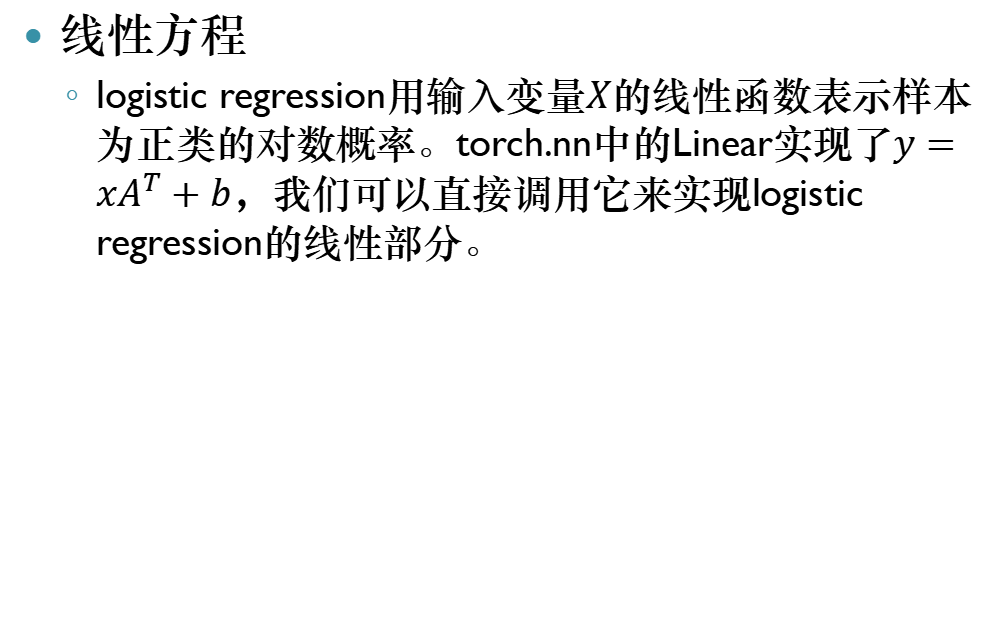 线性方程
logistic regression用输入变量X的线性函数表示样本
为正类的对数概率。torch.nn中的Linear实现了y =
xA^T + b，我们可以直接调用它来实现logistic
regression的线性部分。